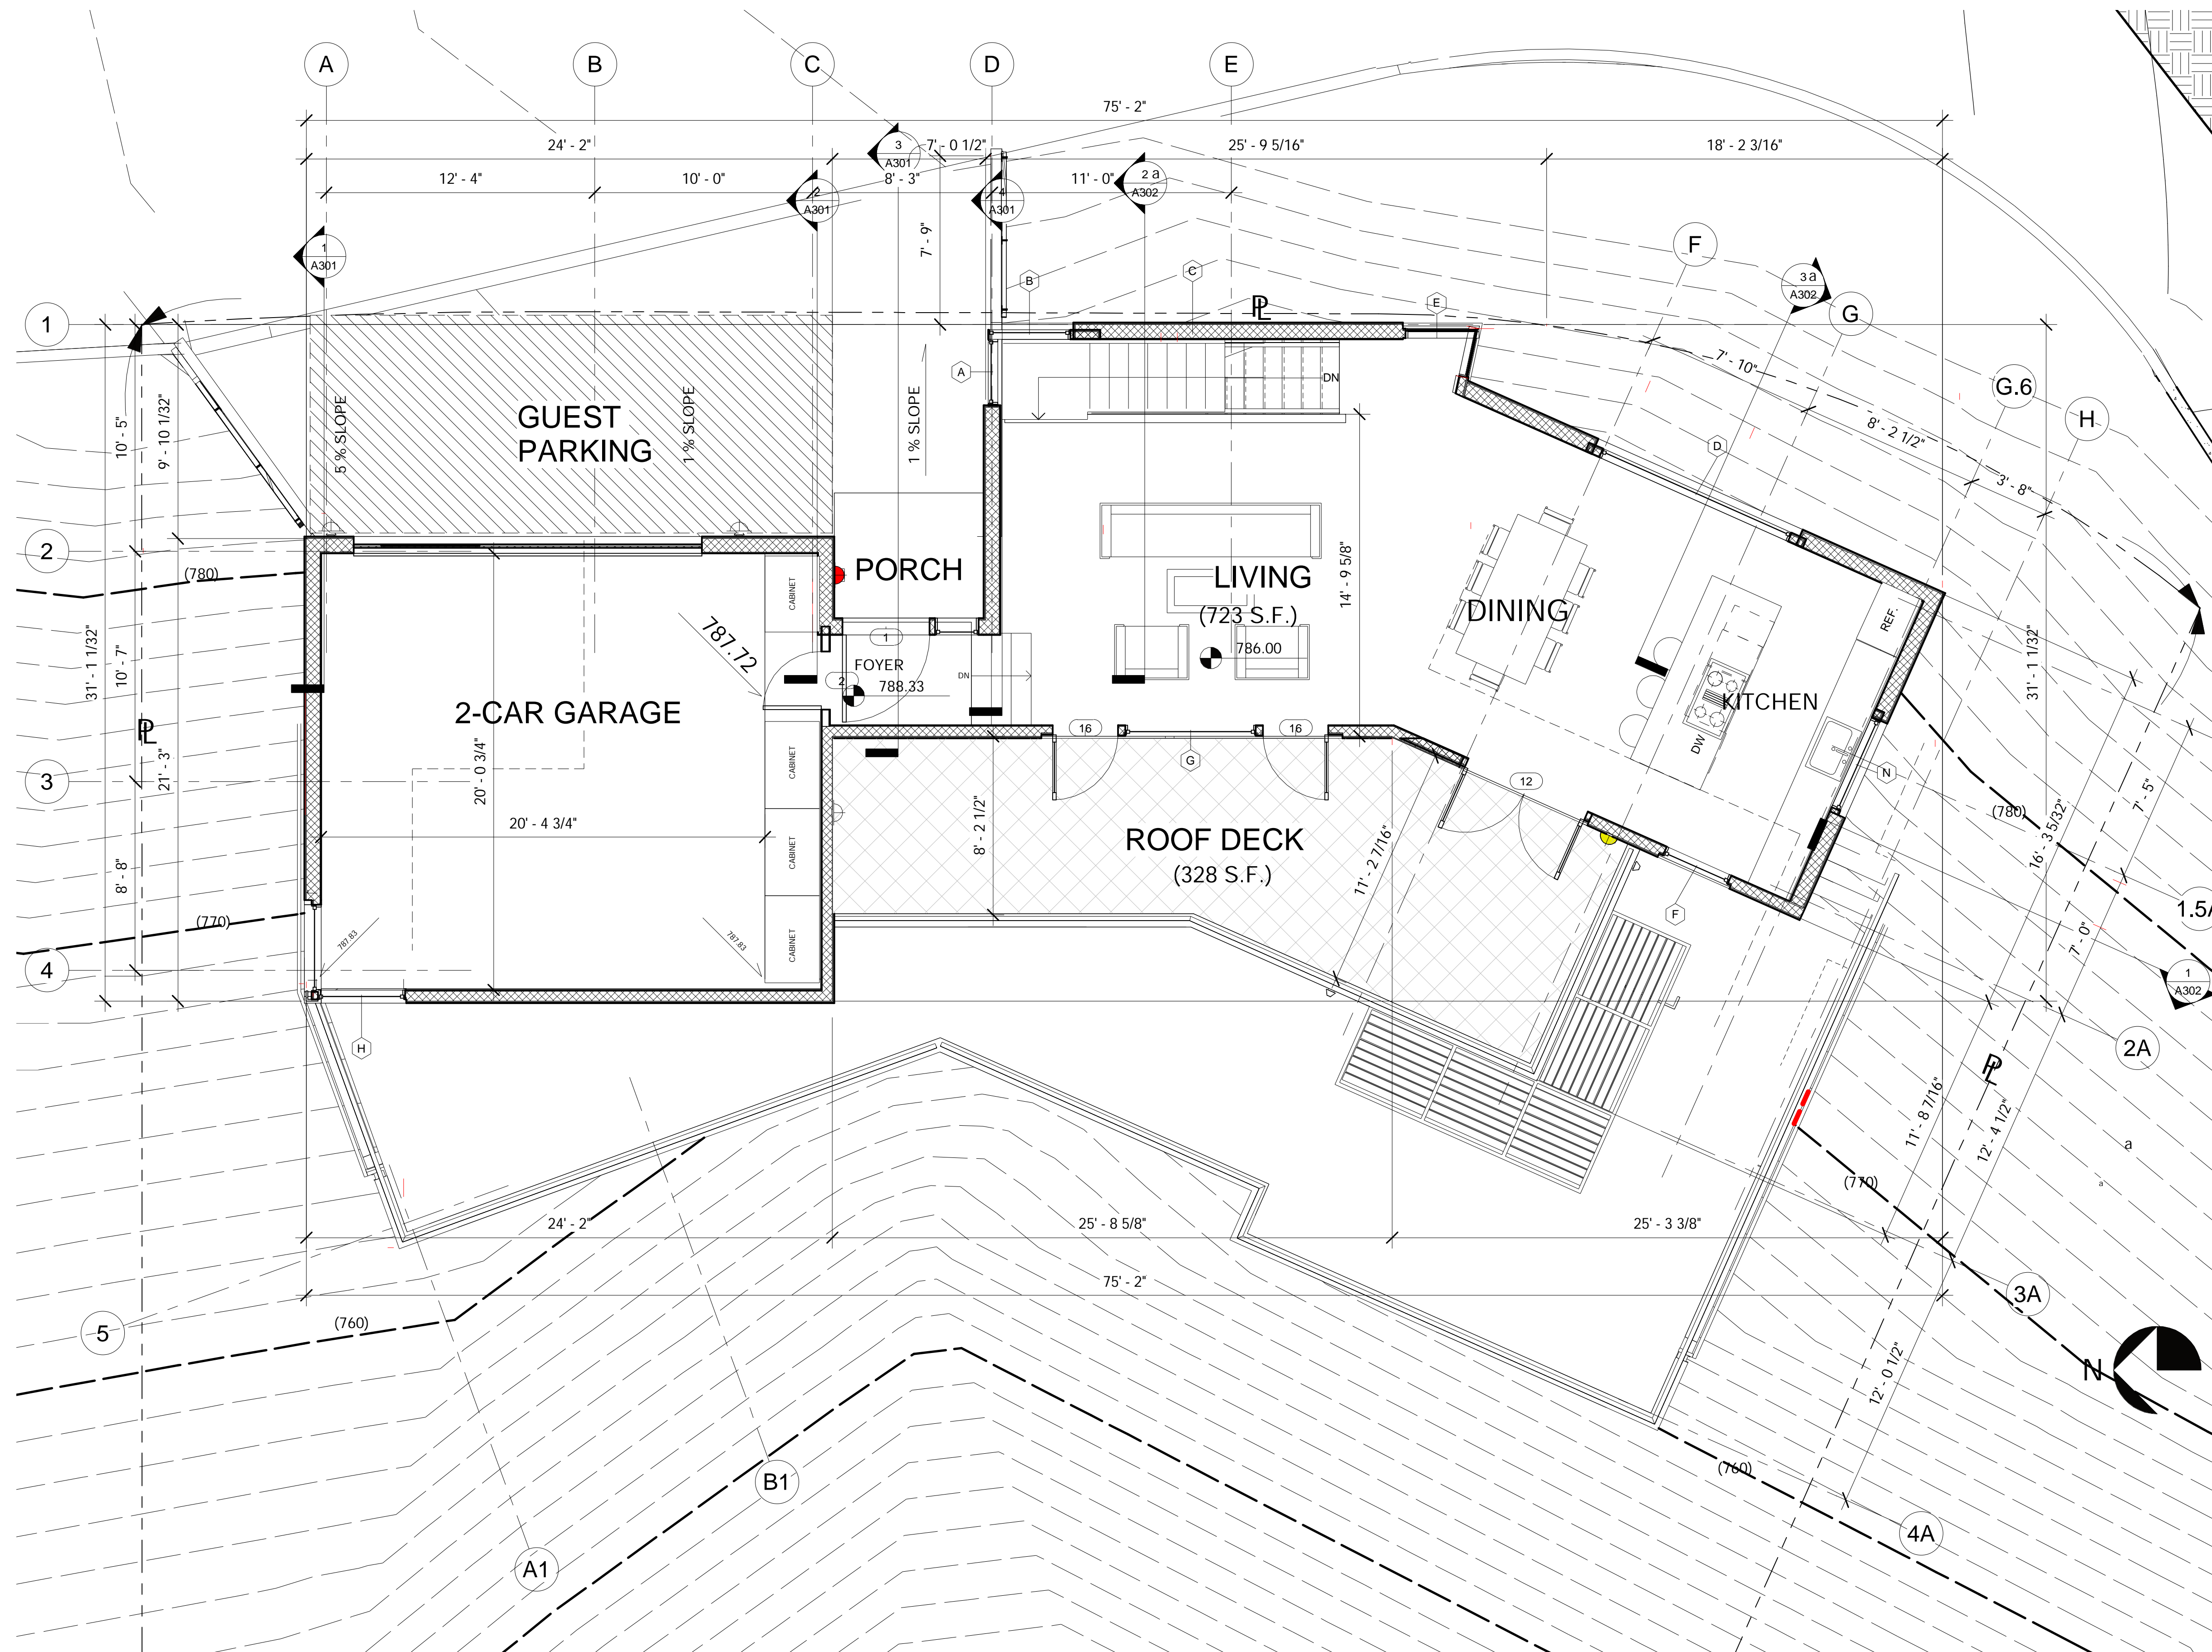 A
B
C
D
E
75' - 2"
24' - 2"
7' - 0 1/2"
25' - 9 5/16"
18' - 2 3/16"
12' - 4"
10' - 0"
8' - 3"
11' - 0"
3
A301
2 a
A302
2
A301
4
A301
1
A301
7' - 9"
F
3 a
A302
G
G.6
H
1
B
C
E
PL
A
DN
D
7' - 10"
8' - 2 1/2"
3' - 8"
10' - 5"
9' - 10 1/32"
5 % SLOPE
GUEST
PARKING
1 % SLOPE
1 % SLOPE
2
(780)
PORCH
LIVING
(723 S.F.)
786.00
14' - 9 5/8"
DINING
REF.
KITCHEN
DW
N
CABINET
787.72
1
FOYER
2
788.33
DN
31' - 1 1/32"
10' - 7"
PL
21' - 3"
2-CAR GARAGE
20' - 0 3/4"
20' - 4 3/4"
CABINET
CABINET
CABINET
16
16
G
12
31' - 1 1/32"
16' - 3 5/32"
7' - 5"
(780)
3
8' - 8"
8' - 2 1/2"
ROOF DECK
(328 S.F.)
11' - 2 7/16"
F
7' - 0"
1.5A
1
A302
(770)
787.83
787.83
4
H
2A
PL
11' - 8 7/16"
12' - 4 1/2"
a
a
(770)
24' - 2"
25' - 8 5/8"
25' - 3 3/8"
75' - 2"
3A
5
(760)
N
12' - 0 1/2"
(760)
B1
4A
A1